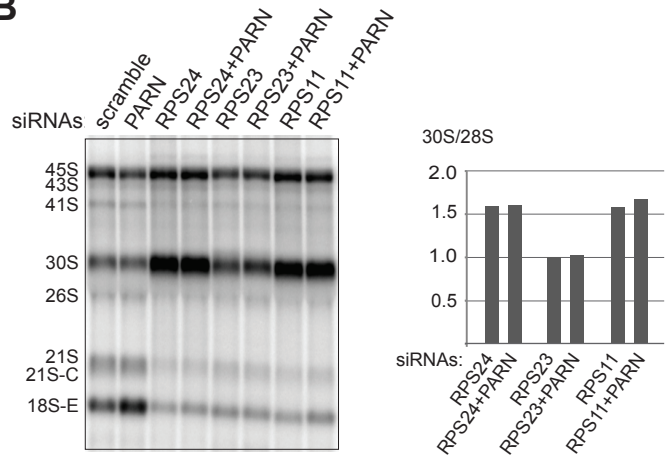 B
siRNAs:
scramble
PARN
RPS24
RPS24+PARN
RPS23
RPS23+PARN
RPS11
RPS11+PARN
45S
43S
41S
30S
26S
21S
21S-C
18S-E
30S/28S
2.0
1.5
1.0
0.5
siRNAs:
RPS24
RPS24+PARN
RPS23
RPS23+PARN
RPS11
RPS11+PARN